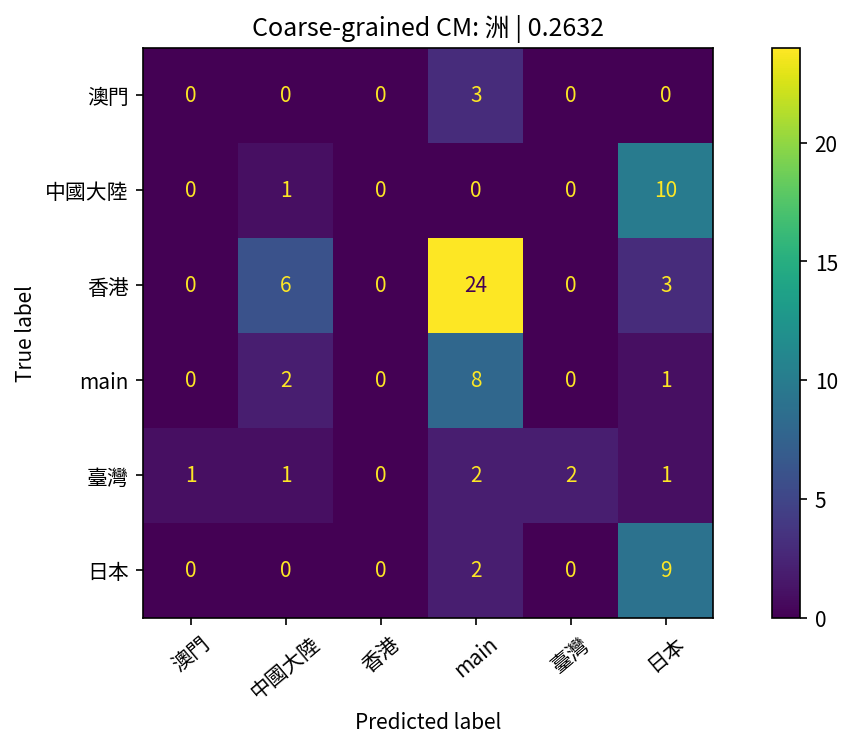 Coarse-grained CM: 洲 | 0.2632
True label
澳門 0 0 0 3 0 0
中國大陸 0 1 0 0 0 10
香港 0 6 0 24 0 3
main 0 2 0 8 0 1
臺灣 1 1 0 2 2 1
日本 0 0 0 2 0 9
澳門 中國大陸 香港 main 臺灣 日本
Predicted label
20
15
10
5
0